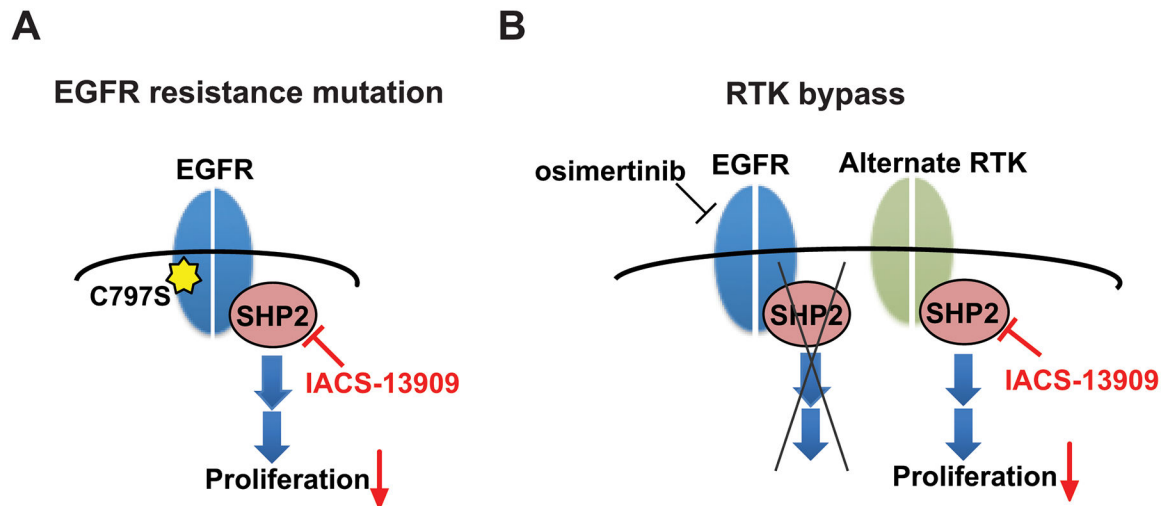 A
EGFR resistance mutation
EGFR
C797S
SHP2
IACS-13909
Proliferation
B
RTK bypass
osimertinib
EGFR
Alternate RTK
SHP2
SHP2
IACS-13909
Proliferation